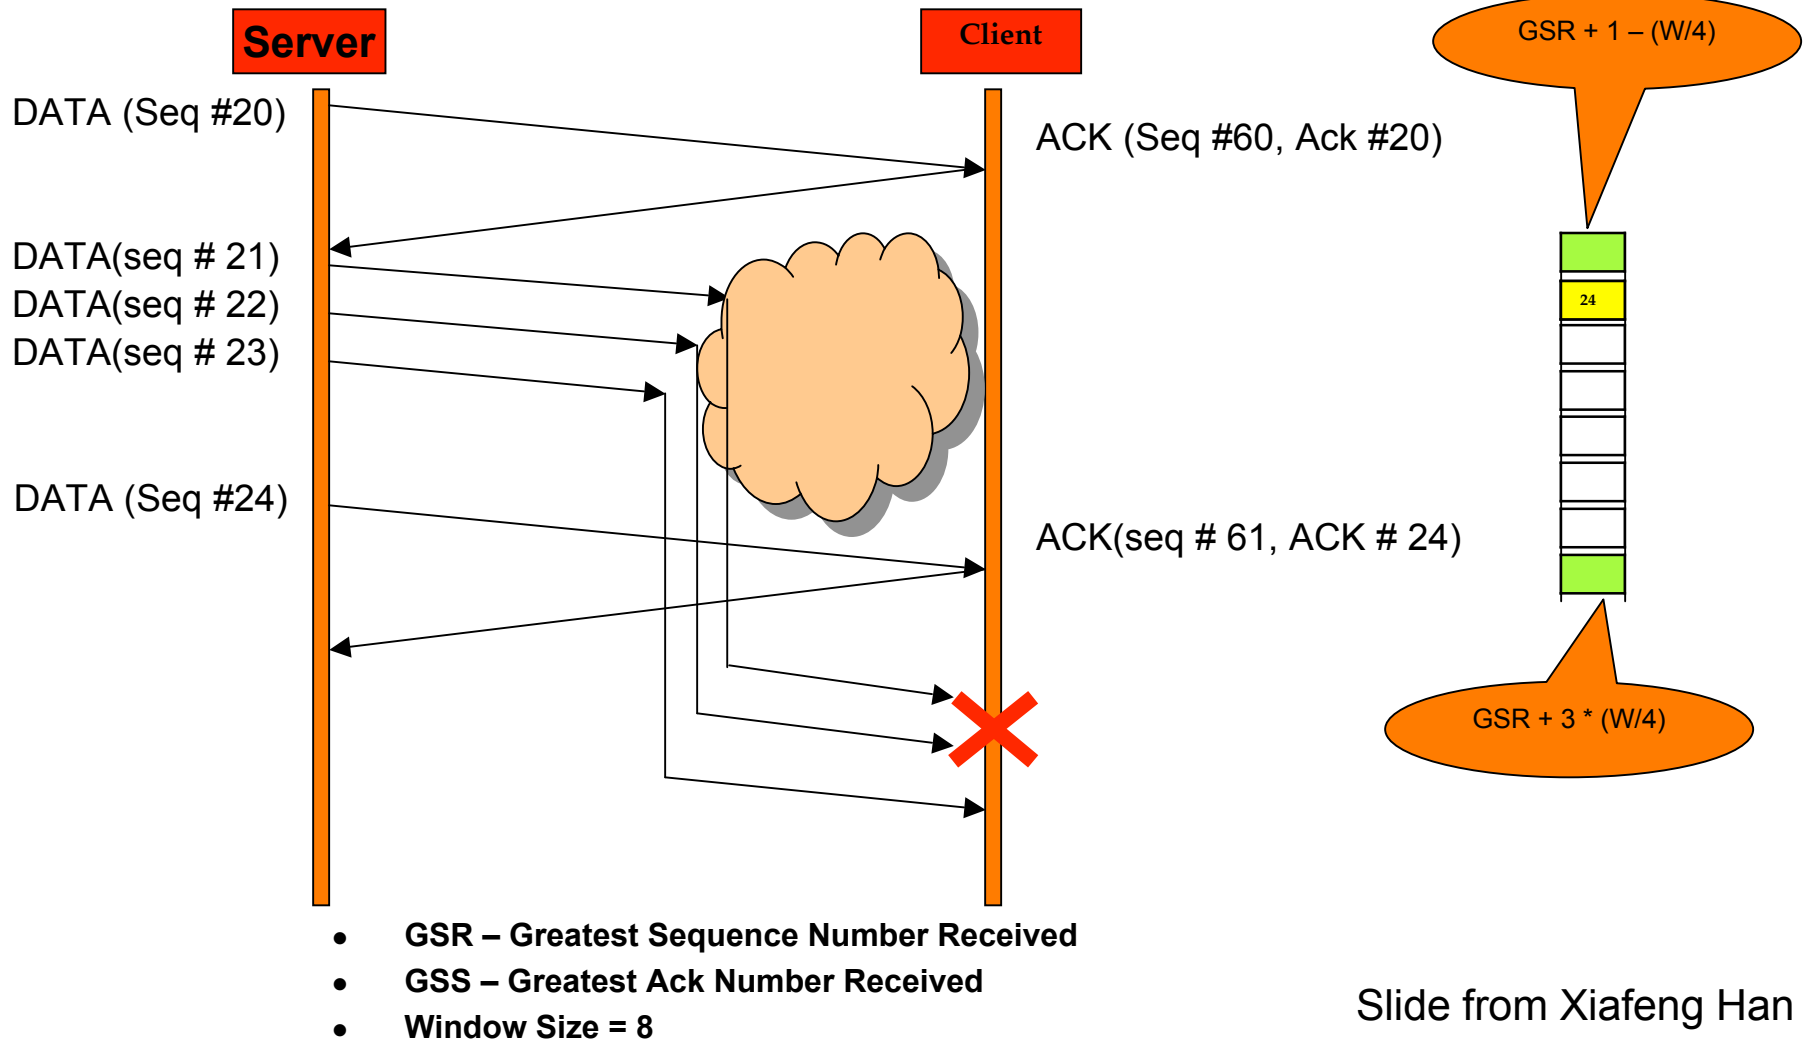 Server
Client
GSR + 1 – (W/4)
DATA (Seq #20)
ACK (Seq #60, Ack #20)
DATA(seq # 21)
DATA(seq # 22)
DATA(seq # 23)
24
DATA (Seq #24)
ACK(seq # 61, ACK # 24)
GSR + 3 * (W/4)
● GSR – Greatest Sequence Number Received
● GSS – Greatest Ack Number Received
● Window Size = 8
Slide from Xiafeng Han